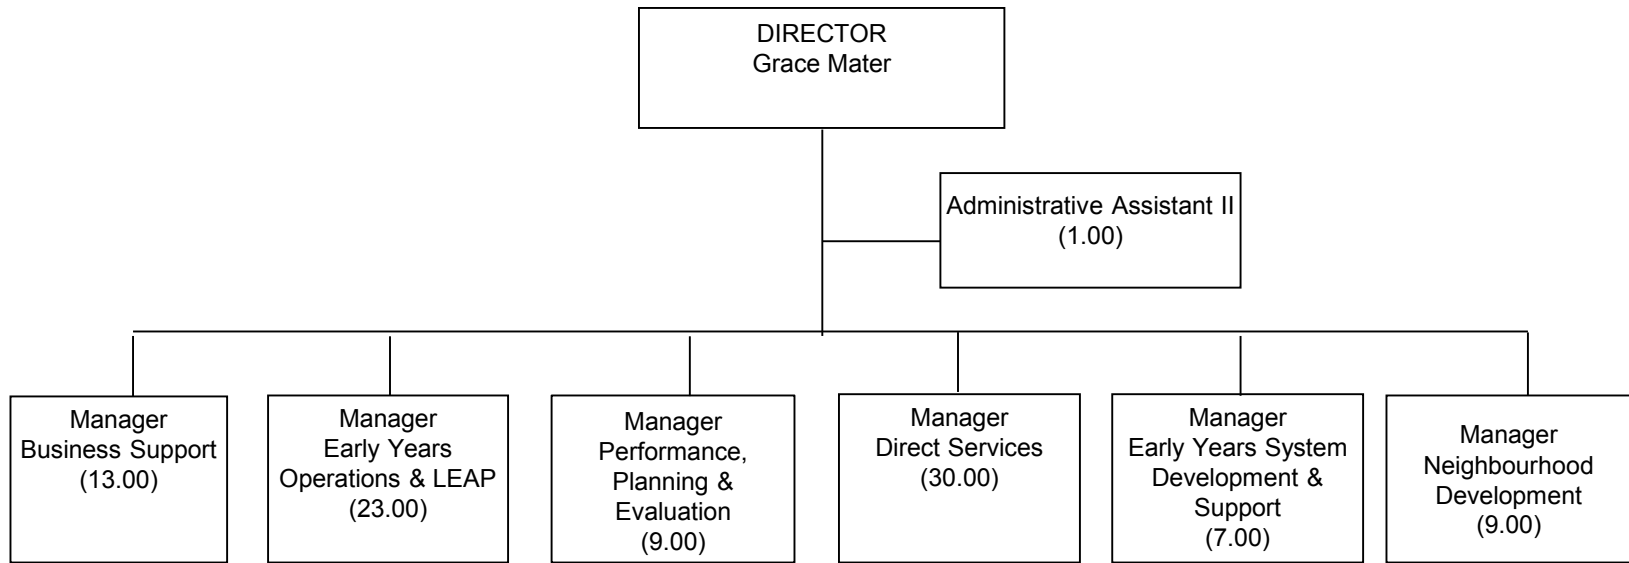 DIRECTOR
Grace Mater
Administrative Assistant II
(1.00)
Manager
Business Support
(13.00)
Manager
Early Years
Operations & LEAP
(23.00)
Manager
Performance,
Planning &
Evaluation
(9.00)
Manager
Direct Services
(30.00)
Manager
Early Years System
Development &
Support
(7.00)
Manager
Neighbourhood
Development
(9.00)